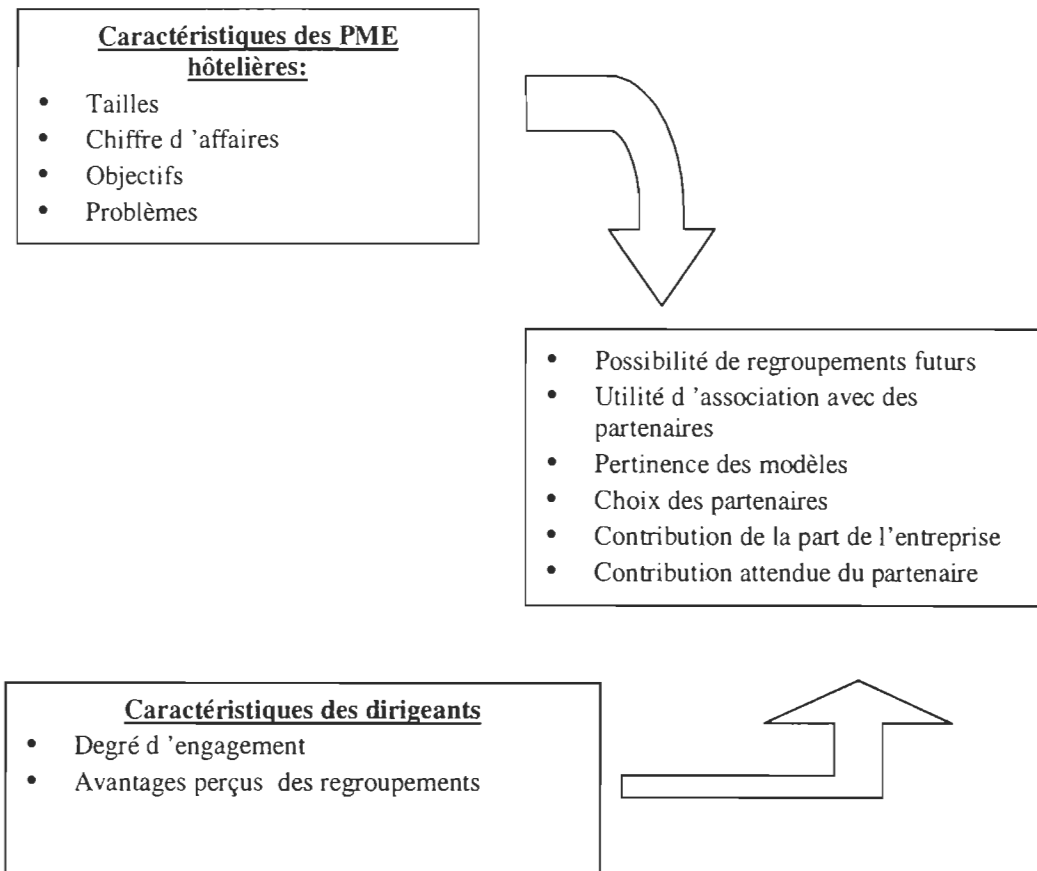 Caractéristiques des PME
hôtelières:
• Tailles
• Chiffre d 'affaires
• Objectifs
• Problèmes
• Possibilité de regroupements futurs
• Utilité d 'association avec des
partenaires
• Pertinence des modèles
• Choix des partenaires
• Contribution de la part de l'entreprise
• Contribution attendue du partenaire
Caractéristiques des dirigeants
• Degré d 'engagement
• Avantages perçus des regroupements